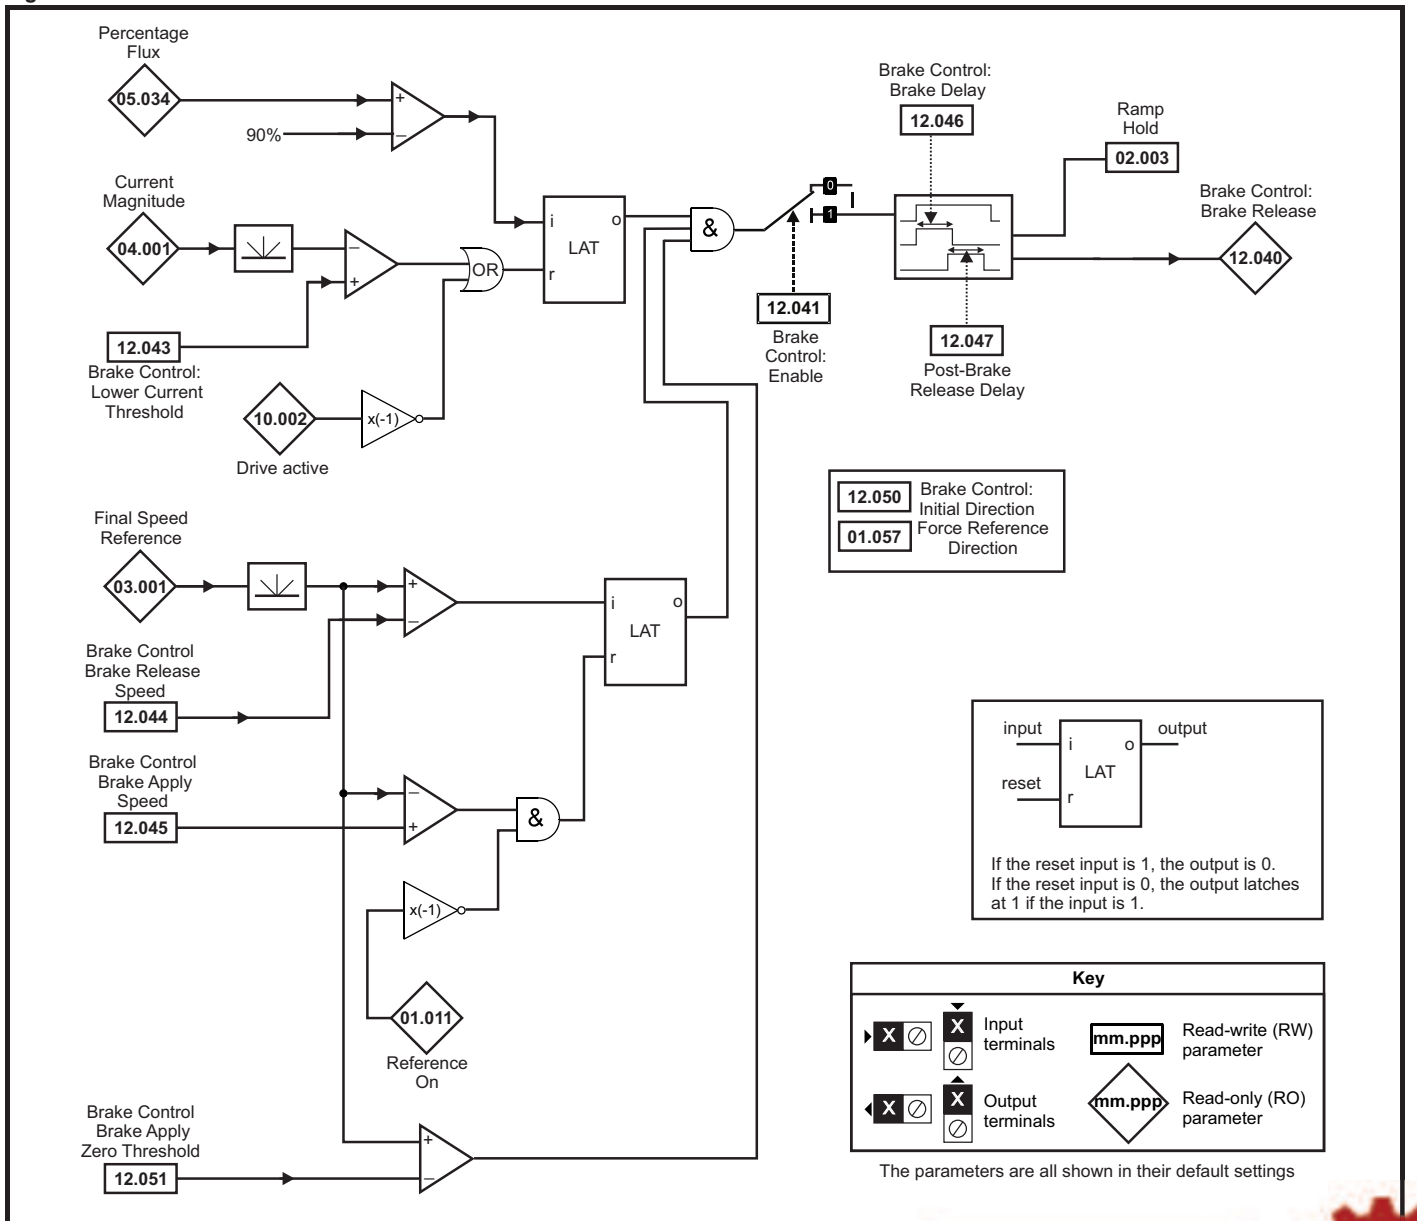 Percentage
Flux
05.034
90%
Current
Magnitude
04.001
12.043
Brake Control:
Lower Current
Threshold
10.002
Drive active
x(-1)
OR
i
o
LAT
r
&
0
1
12.041
Brake
Control:
Enable
Brake Control:
Brake Delay
12.046
12.047
Post-Brake
Release Delay
Ramp
Hold
02.003
Brake Control:
Brake Release
12.040
12.050
Brake Control:
Initial Direction
01.057
Force Reference
Direction
Final Speed
Reference
03.001
Brake Control
Brake Release
Speed
12.044
Brake Control
Brake Apply
Speed
12.045
+
–
–
+
+
–
–
+
+
–
i
o
LAT
r
&
x(-1)
01.011
Reference
On
Brake Control
Brake Apply
Zero Threshold
12.051
input
output
i
o
LAT
reset
r
If the reset input is 1, the output is 0.
If the reset input is 0, the output latches
at 1 if the input is 1.
Key
X
X
Input
terminals
mm.ppp
Read-write (RW)
parameter
X
X
Output
terminals
mm.ppp
Read-only (RO)
parameter
The parameters are all shown in their default settings